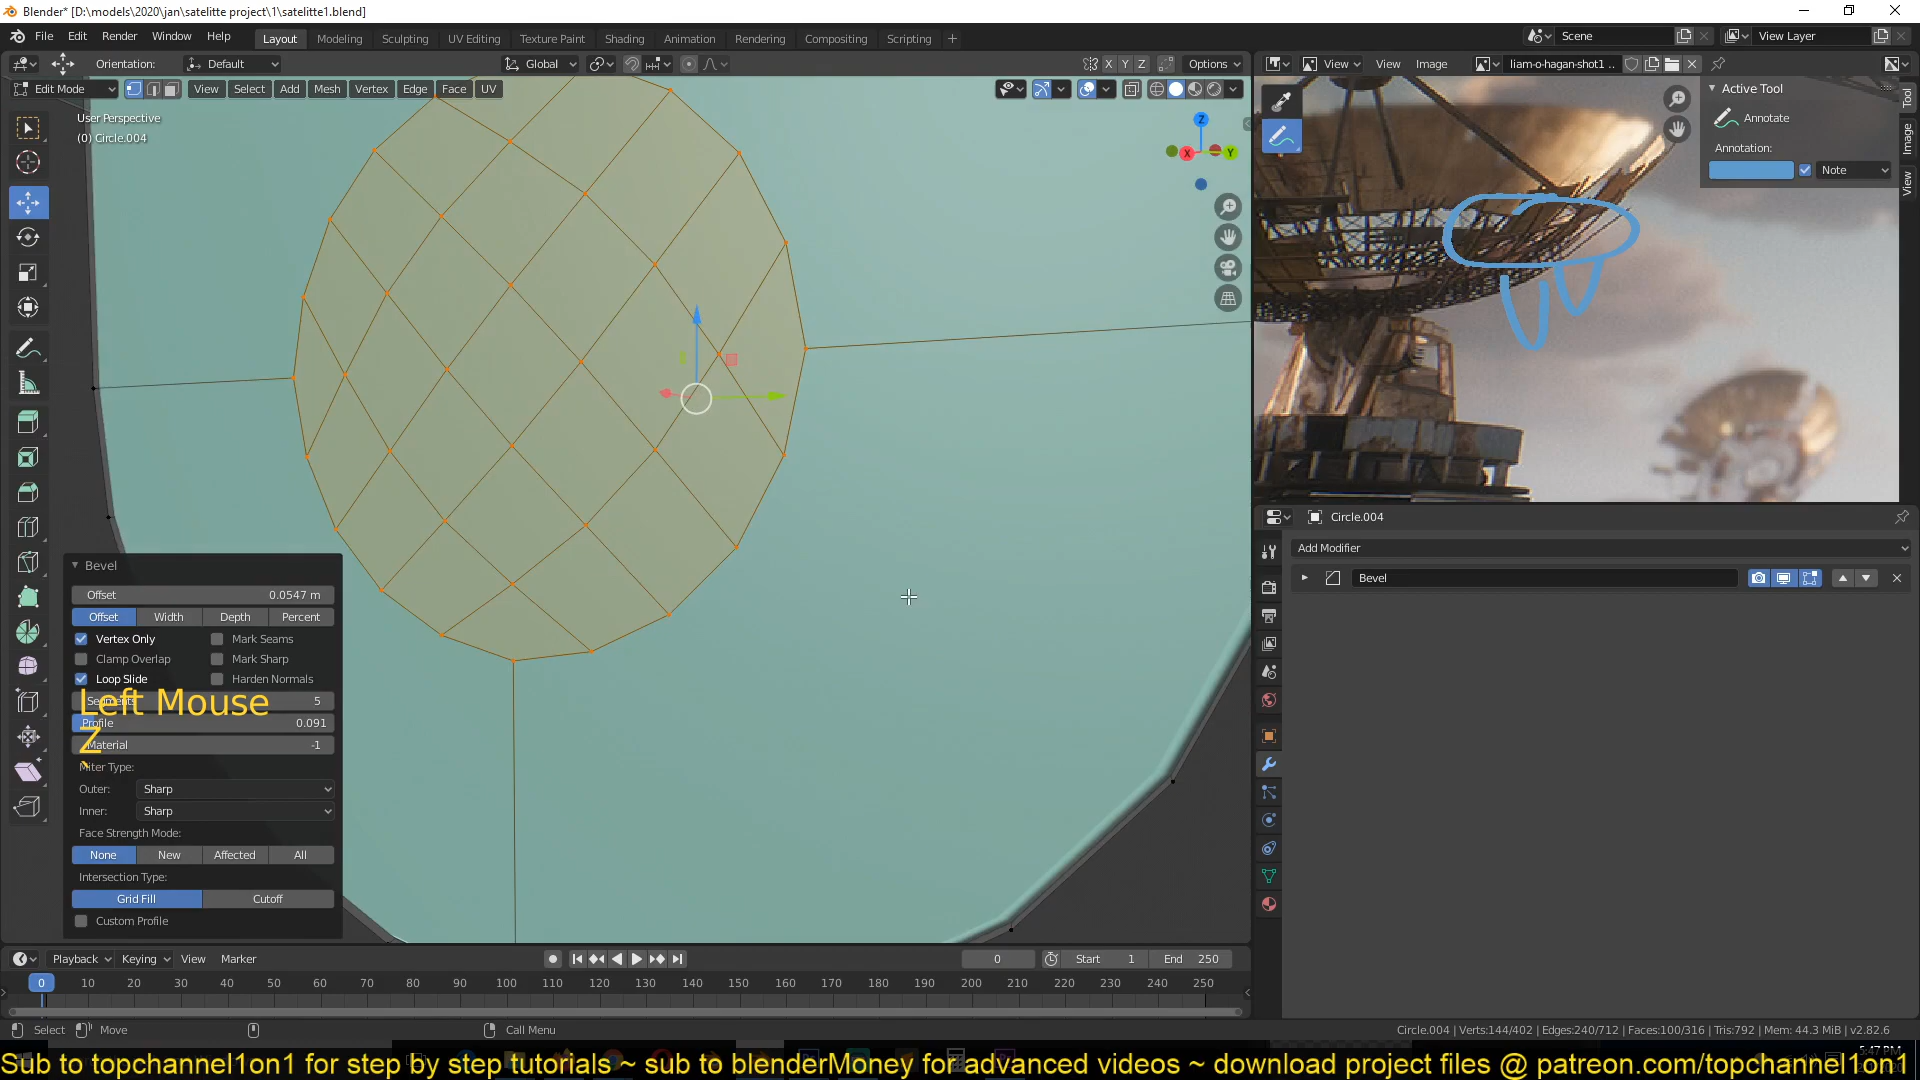 Blender* [D:\models\2020\jan\satelitte project\1\satelitte1.blend]
File Edit Render Window Help Layout Modeling Sculpting UV Editing Texture Paint Shading Animation Rendering Compositing Scripting + Scene View Layer
Orientation: Default Global X Y Z Options View View Image liam-o-hagan-shot1 ..
Edit Mode View Select Add Mesh Vertex Edge Face UV
User Perspective
(0) Circle.004
Z
X
Y
Active Tool
Annotate
Annotation:
Note
Tool
Image
View
Circle.004
Add Modifier
Bevel
Bevel
Offset 0.0547 m
Offset Width Depth Percent
Vertex Only Mark Seams
Clamp Overlap Mark Sharp
Loop Slide Harden Normals
Segments 5
Left Mouse
Profile 0.091
Z
Material -1
Miter Type:
Outer: Sharp
Inner: Sharp
Face Strength Mode:
None New Affected All
Intersection Type:
Grid Fill Cutoff
Custom Profile
Playback Keying View Marker 0 Start 1 End 250
0 10 20 30 40 50 60 70 80 90 100 110 120 130 140 150 160 170 180 190 200 210 220 230 240 250
Select Move Call Menu Circle.004 | Verts:144/402 | Edges:240/712 | Faces:100/316 | Tris:792 | Mem: 44.3 MiB | v2.82.6
5:47 PM
Sub to topchannel1on1 for step by step tutorials ~ sub to blenderMoney for advanced videos ~ download project files @ patreon.com/topchannel1on1